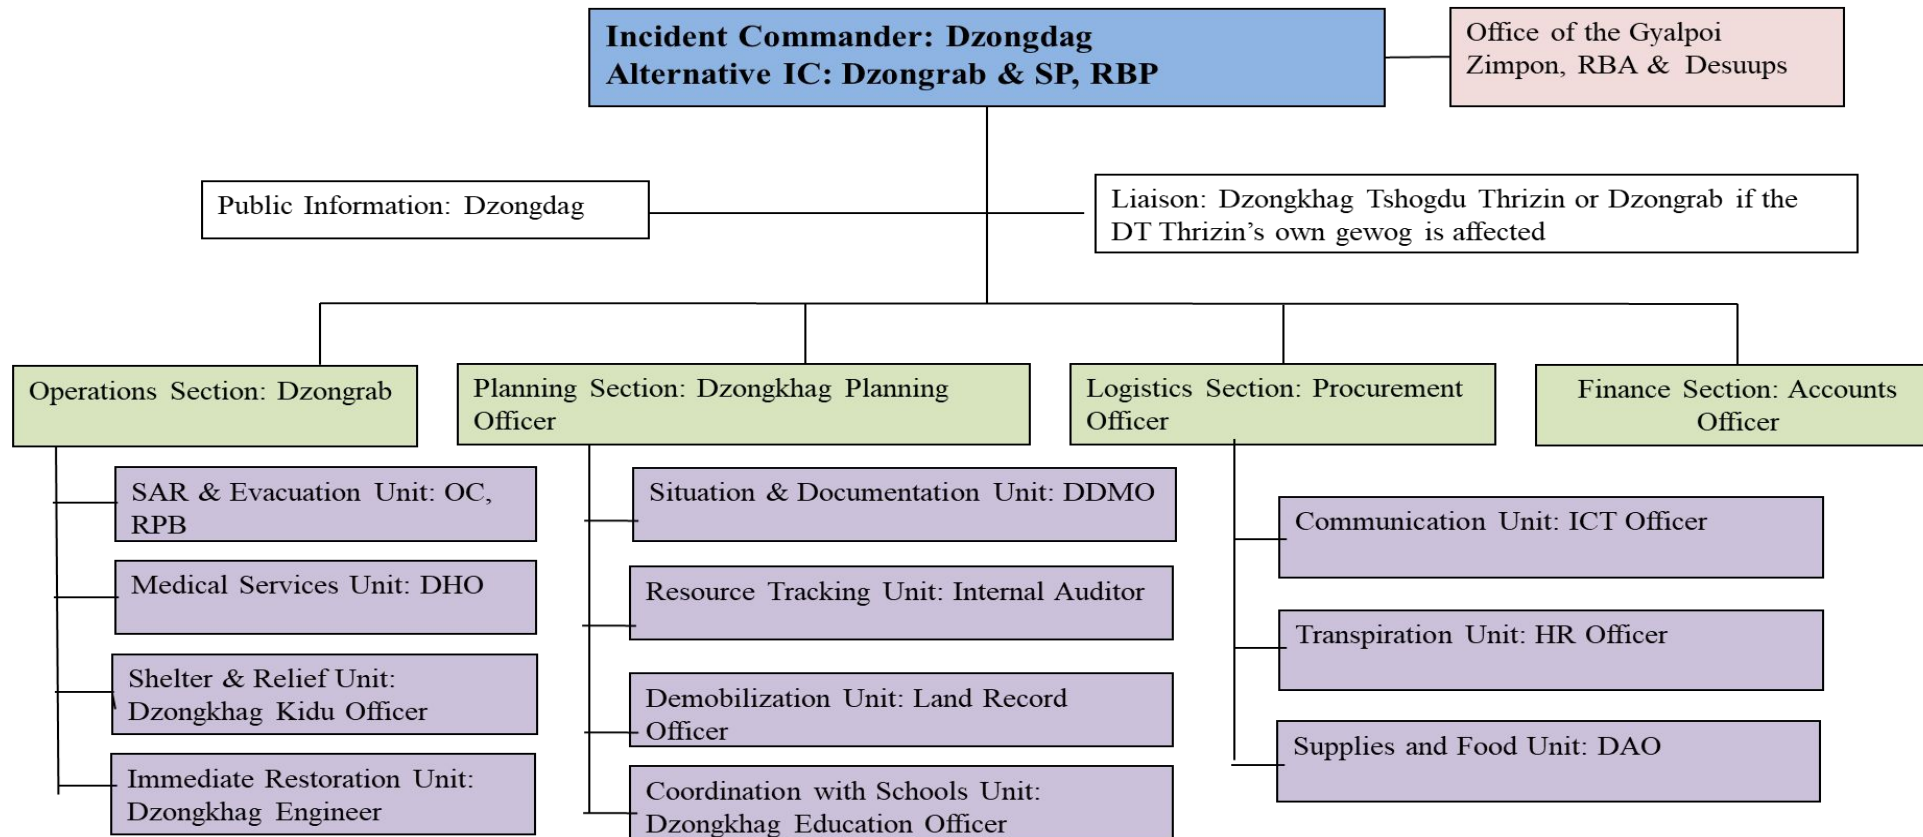 Incident Commander: Dzongdag
Alternative IC: Dzongrab & SP, RBP
Office of the Gyalpoi
Zimpon, RBA & Desuups
Public Information: Dzongdag
Liaison: Dzongkhag Tshogdu Thrizin or Dzongrab if the
DT Thrizin’s own gewog is affected
Operations Section: Dzongrab
SAR & Evacuation Unit: OC,
RPB
Medical Services Unit: DHO
Shelter & Relief Unit:
Dzongkhag Kidu Officer
Immediate Restoration Unit:
Dzongkhag Engineer
Planning Section: Dzongkhag Planning
Officer
Situation & Documentation Unit: DDMO
Resource Tracking Unit: Internal Auditor
Demobilization Unit: Land Record
Officer
Coordination with Schools Unit:
Dzongkhag Education Officer
Logistics Section: Procurement
Officer
Communication Unit: ICT Officer
Transpiration Unit: HR Officer
Supplies and Food Unit: DAO
Finance Section: Accounts
Officer